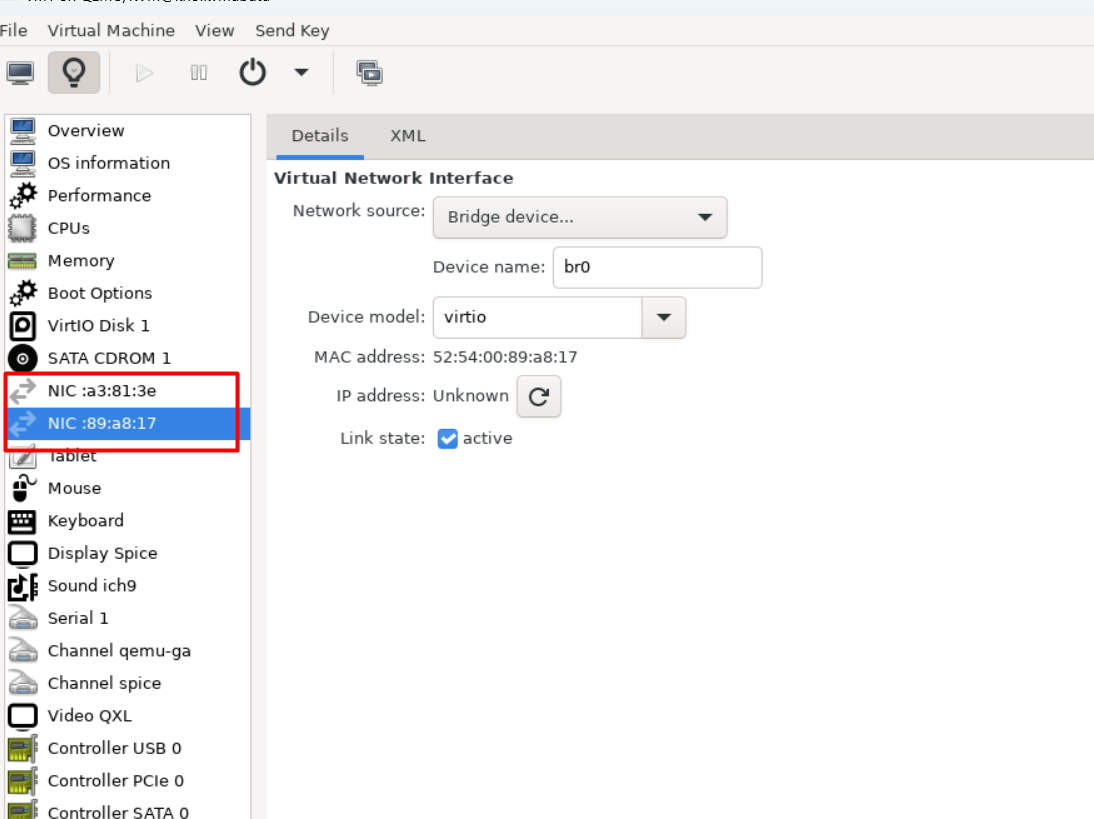 File Virtual Machine View Send Key
Overview
OS information
Performance
CPUs
Memory
Boot Options
VirtIO Disk 1
SATA CDROM 1
NIC :a3:81:3e
NIC :89:a8:17
Tablet
Mouse
Keyboard
Display Spice
Sound ich9
Serial 1
Channel qemu-ga
Channel spice
Video QXL
Controller USB 0
Controller PCIe 0
Controller SATA 0
Details XML
Virtual Network Interface
Network source: Bridge device...
Device name: br0
Device model: virtio
MAC address: 52:54:00:89:a8:17
IP address: Unknown
Link state: active